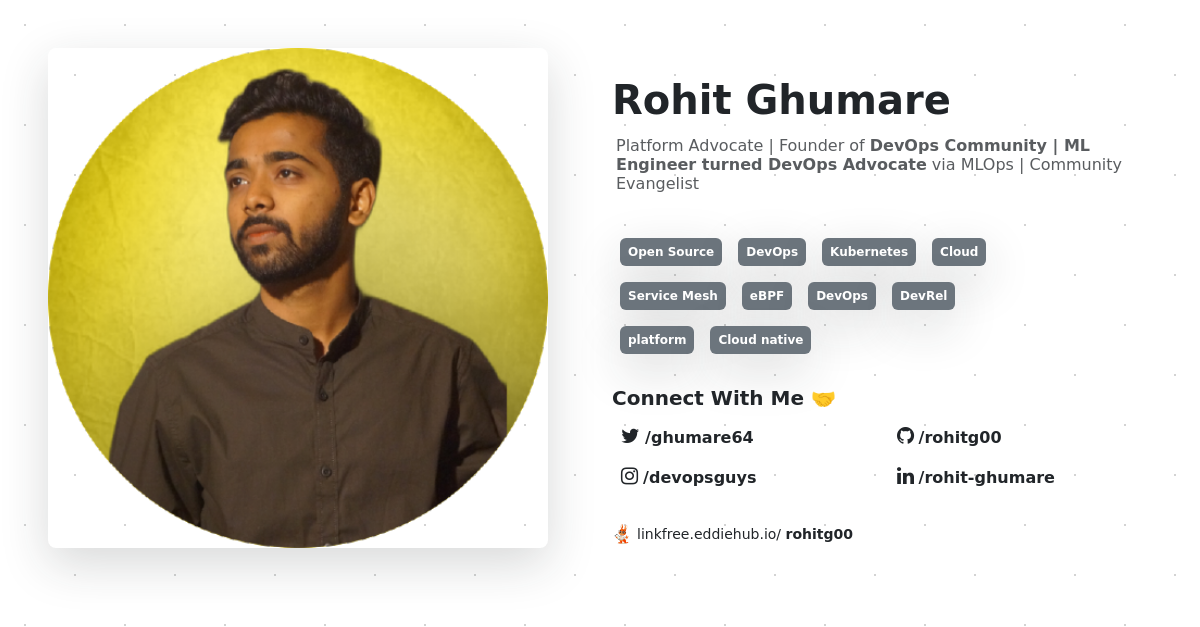 Rohit Ghumare
Platform Advocate | Founder of DevOps Community | ML
Engineer turned DevOps Advocate via MLOps | Community
Evangelist
Open Source DevOps Kubernetes Cloud
Service Mesh eBPF DevOps DevRel
platform Cloud native
Connect With Me 🤝
/ghumare64 /rohitg00
/devopsguys /rohit-ghumare
linkfree.eddiehub.io/ rohitg00